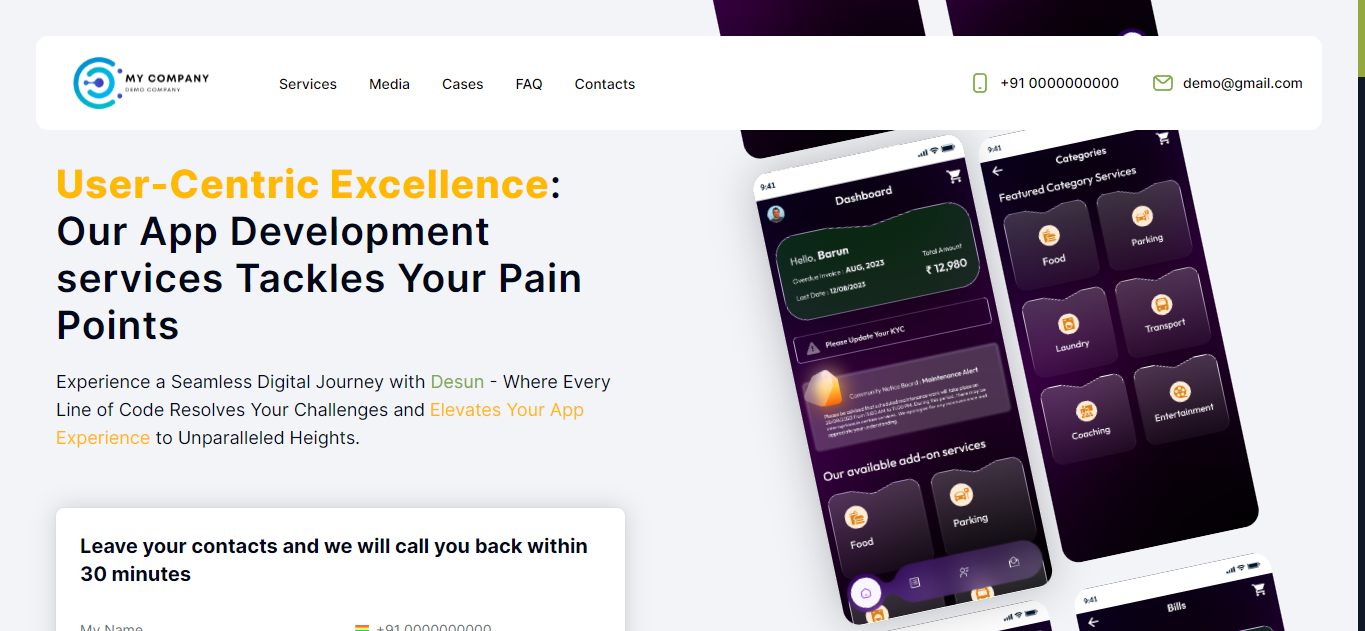 MY COMPANY
DEMO COMPANY
Services
Media
Cases
FAQ
Contacts
+91 0000000000
demo@gmail.com
User-Centric Excellence:
Our App Development
services Tackles Your Pain
Points
Experience a Seamless Digital Journey with Desun - Where Every
Line of Code Resolves Your Challenges and Elevates Your App
Experience to Unparalleled Heights.
Leave your contacts and we will call you back within
30 minutes
My Name
+91 0000000000
9:41
Dashboard
Hello, Barun
Overdue Invoice : AUG, 2023
Last Date : 12/08/2023
Total Amount
₹ 12,980
Please Update Your KYC
Community Notice Board : Maintenance Alert
Our available add-on services
Food
Parking
9:41
Categories
Featured Category Services
Food
Parking
Laundry
Transport
Coaching
Entertainment
9:41
Bills